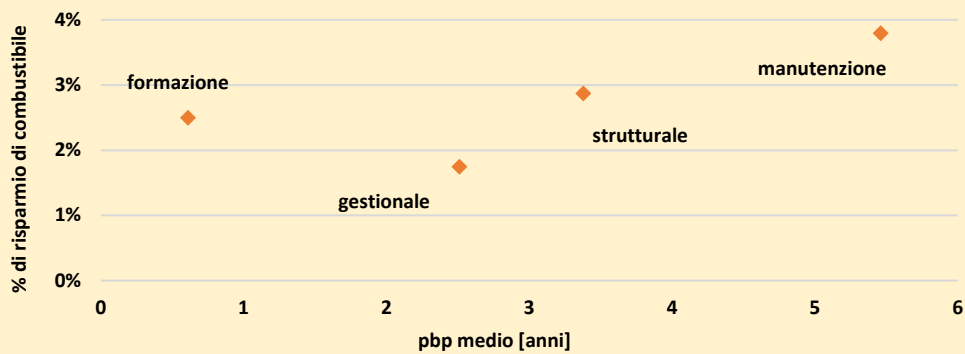 % di risparmio di combustibile
4%
3%
2%
1%
0%
formazione
manutenzione
strutturale
gestionale
0 1 2 3 4 5 6
pbp medio [anni]